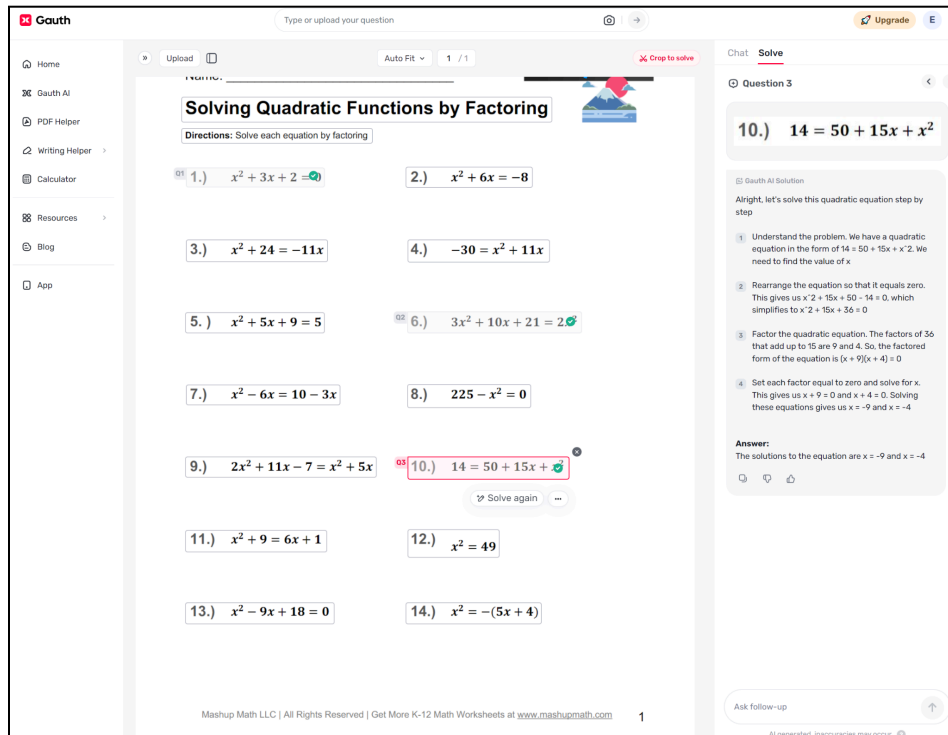 Gauth
Type or upload your question
Upgrade
E
Home
Gauth AI
PDF Helper
Writing Helper
Calculator
Resources
Blog
App
Upload
Auto Fit
1 / 1
Crop to solve
Name:
Solving Quadratic Functions by Factoring
Directions: Solve each equation by factoring
Q1 1.) x² + 3x + 2 = 0
2.) x² + 6x = −8
3.) x² + 24 = −11x
4.) −30 = x² + 11x
5. ) x² + 5x + 9 = 5
Q2 6.) 3x² + 10x + 21 = 2x²
7.) x² − 6x = 10 − 3x
8.) 225 − x² = 0
9.) 2x² + 11x − 7 = x² + 5x
Q3 10.) 14 = 50 + 15x + x²
Solve again
11.) x² + 9 = 6x + 1
12.) x² = 49
13.) x² − 9x + 18 = 0
14.) x² = −(5x + 4)
Mashup Math LLC | All Rights Reserved | Get More K-12 Math Worksheets at www.mashupmath.com 1
Chat Solve
Question 3
10.) 14 = 50 + 15x + x²
Gauth AI Solution
Alright, let's solve this quadratic equation step by
step
1 Understand the problem. We have a quadratic
equation in the form of 14 = 50 + 15x + x^2. We
need to find the value of x
2 Rearrange the equation so that it equals zero.
This gives us x^2 + 15x + 50 - 14 = 0, which
simplifies to x^2 + 15x + 36 = 0
3 Factor the quadratic equation. The factors of 36
that add up to 15 are 9 and 4. So, the factored
form of the equation is (x + 9)(x + 4) = 0
4 Set each factor equal to zero and solve for x.
This gives us x + 9 = 0 and x + 4 = 0. Solving
these equations gives us x = -9 and x = -4
Answer:
The solutions to the equation are x = -9 and x = -4
Ask follow-up
AI generated, inaccuracies may occur.